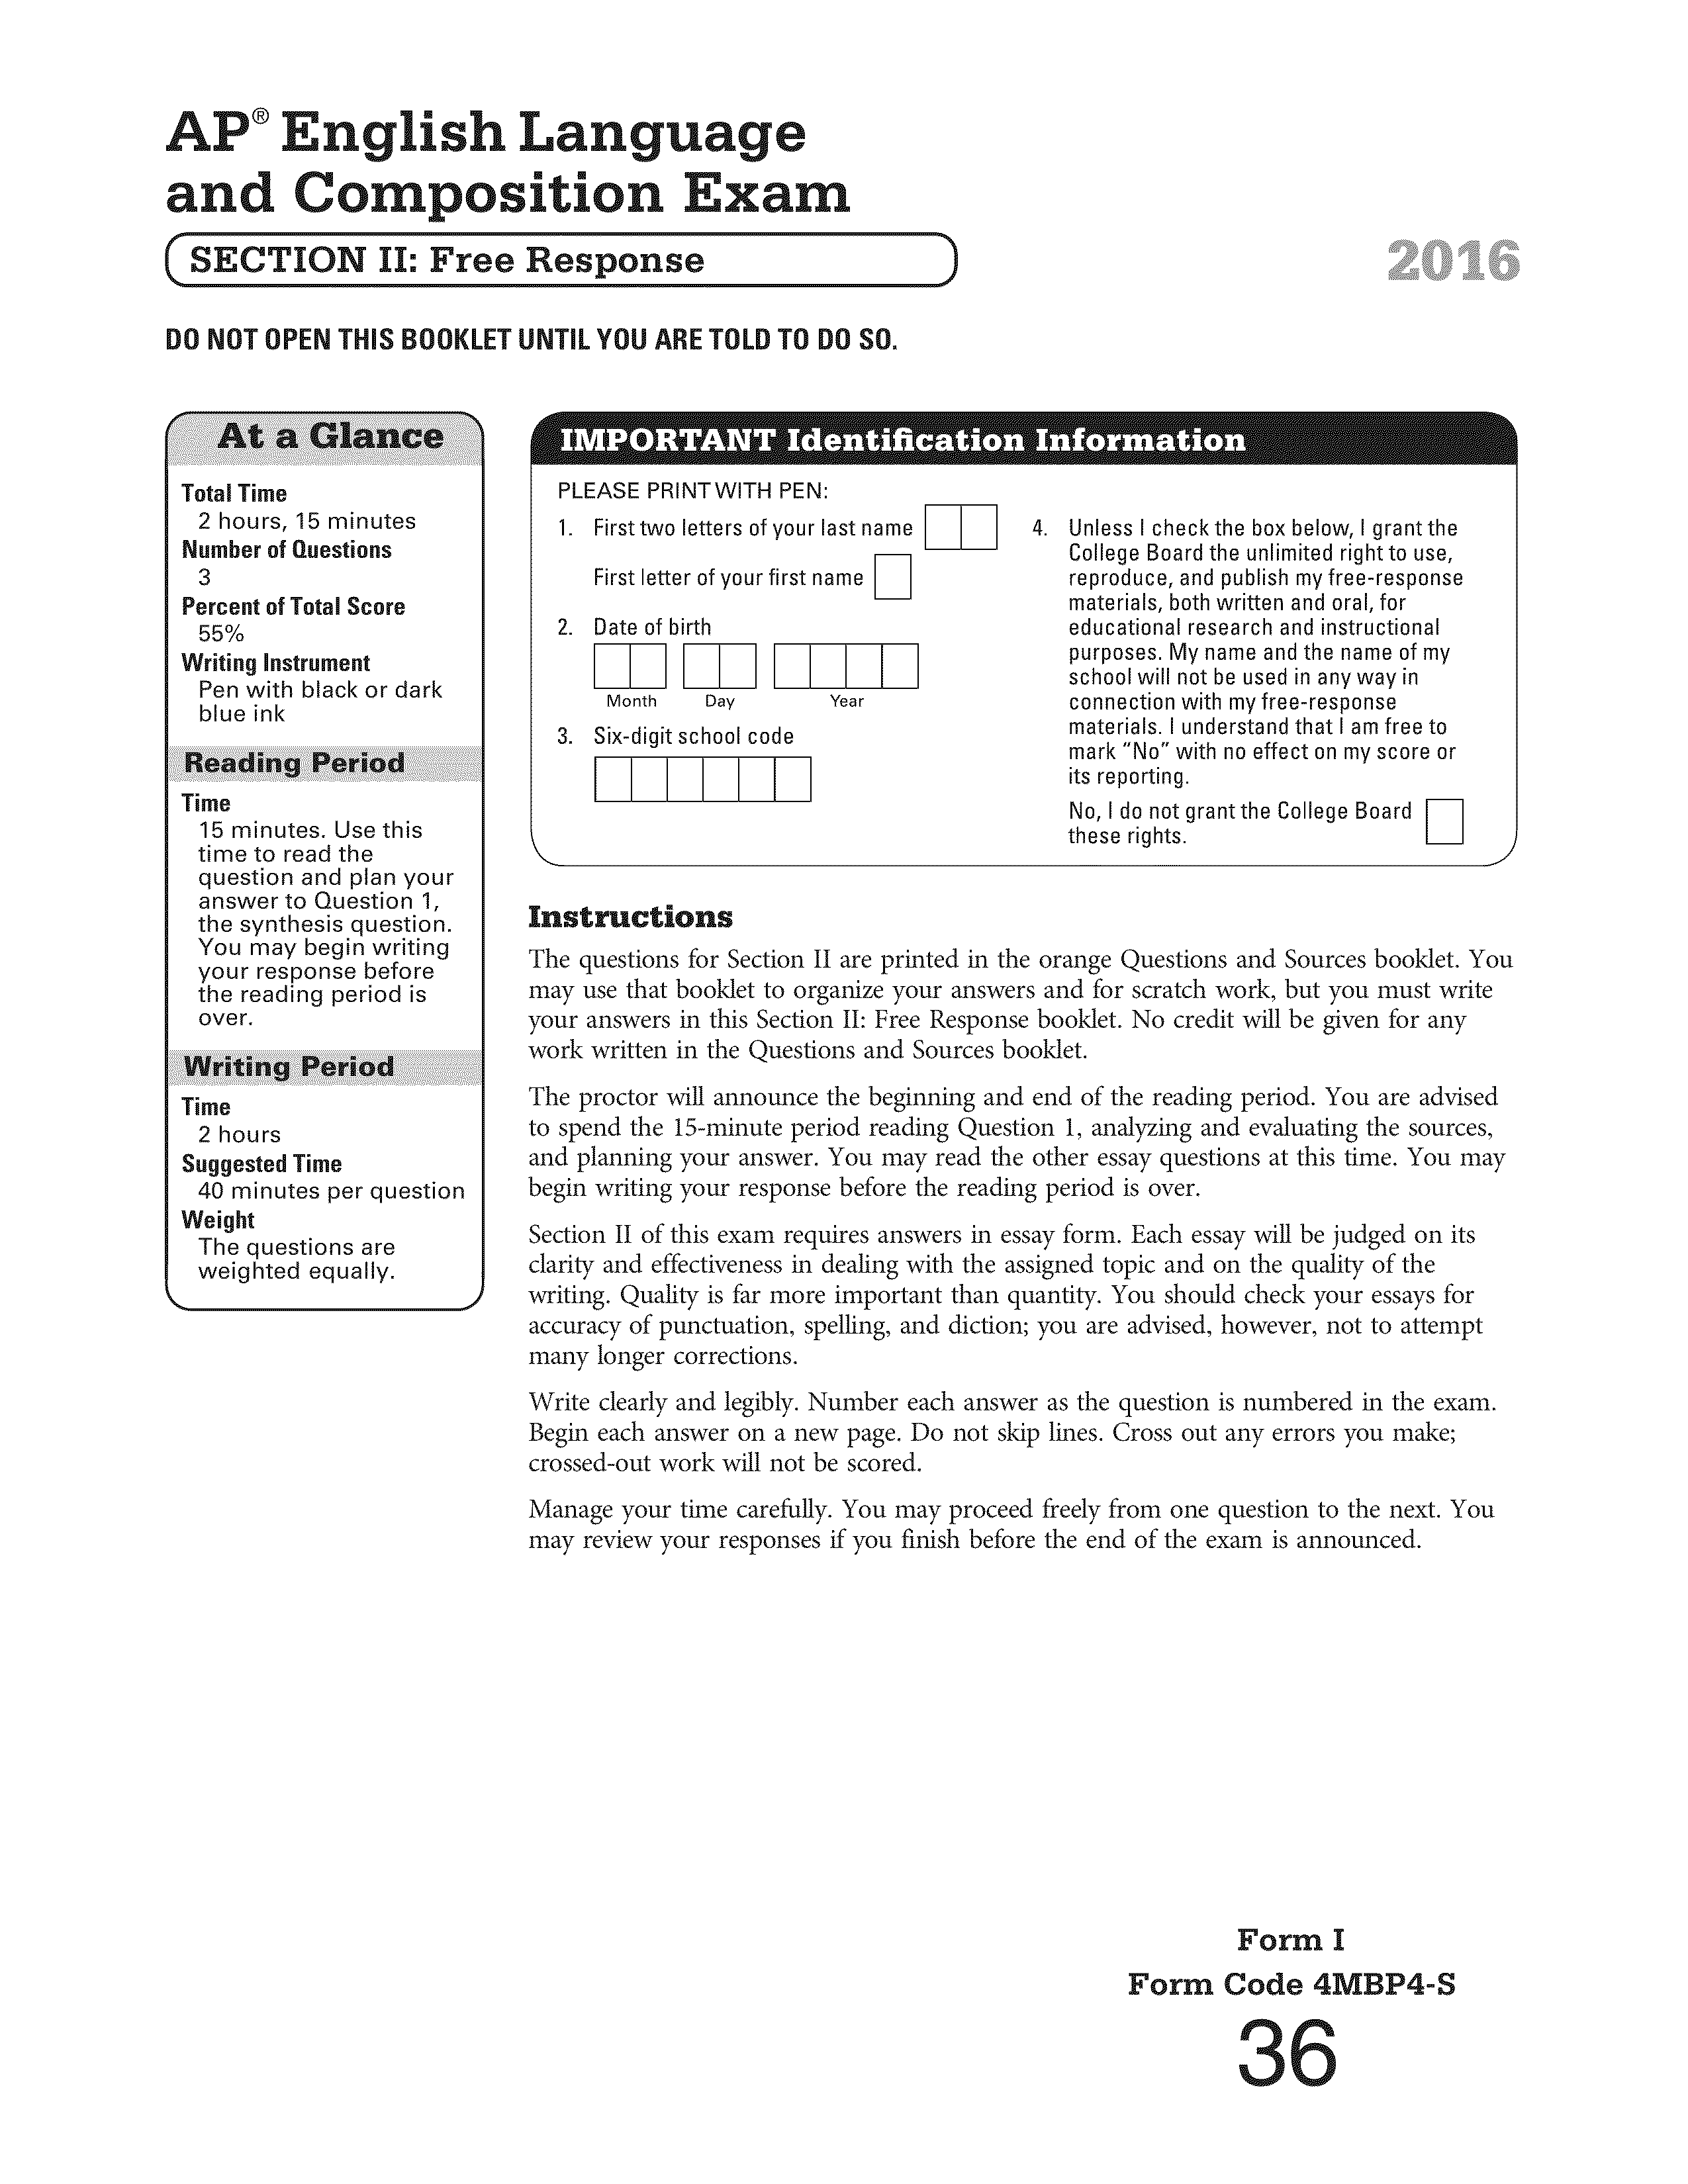 AP® English Language
and Composition Exam
SECTION II: Free Response
2016
DO NOT OPEN THIS BOOKLET UNTIL YOU ARE TOLD TO DO SO.
At a Glance
Total Time
2 hours, 15 minutes
Number of Questions
3
Percent of Total Score
55%
Writing Instrument
Pen with black or dark
blue ink
Reading Period
Time
15 minutes. Use this
time to read the
question and plan your
answer to Question 1,
the synthesis question.
You may begin writing
your response before
the reading period is
over.
Writing Period
Time
2 hours
Suggested Time
40 minutes per question
Weight
The questions are
weighted equally.
IMPORTANT Identification Information
PLEASE PRINT WITH PEN:
1. First two letters of your last name
First letter of your first name
2. Date of birth
Month Day Year
3. Six-digit school code
4. Unless I check the box below, I grant the
College Board the unlimited right to use,
reproduce, and publish my free-response
materials, both written and oral, for
educational research and instructional
purposes. My name and the name of my
school will not be used in any way in
connection with my free-response
materials. I understand that I am free to
mark “No” with no effect on my score or
its reporting.
No, I do not grant the College Board
these rights.
Instructions
The questions for Section II are printed in the orange Questions and Sources booklet. You
may use that booklet to organize your answers and for scratch work, but you must write
your answers in this Section II: Free Response booklet. No credit will be given for any
work written in the Questions and Sources booklet.
The proctor will announce the beginning and end of the reading period. You are advised
to spend the 15-minute period reading Question 1, analyzing and evaluating the sources,
and planning your answer. You may read the other essay questions at this time. You may
begin writing your response before the reading period is over.
Section II of this exam requires answers in essay form. Each essay will be judged on its
clarity and effectiveness in dealing with the assigned topic and on the quality of the
writing. Quality is far more important than quantity. You should check your essays for
accuracy of punctuation, spelling, and diction; you are advised, however, not to attempt
many longer corrections.
Write clearly and legibly. Number each answer as the question is numbered in the exam.
Begin each answer on a new page. Do not skip lines. Cross out any errors you make;
crossed-out work will not be scored.
Manage your time carefully. You may proceed freely from one question to the next. You
may review your responses if you finish before the end of the exam is announced.
Form I
Form Code 4MBP4-S
36